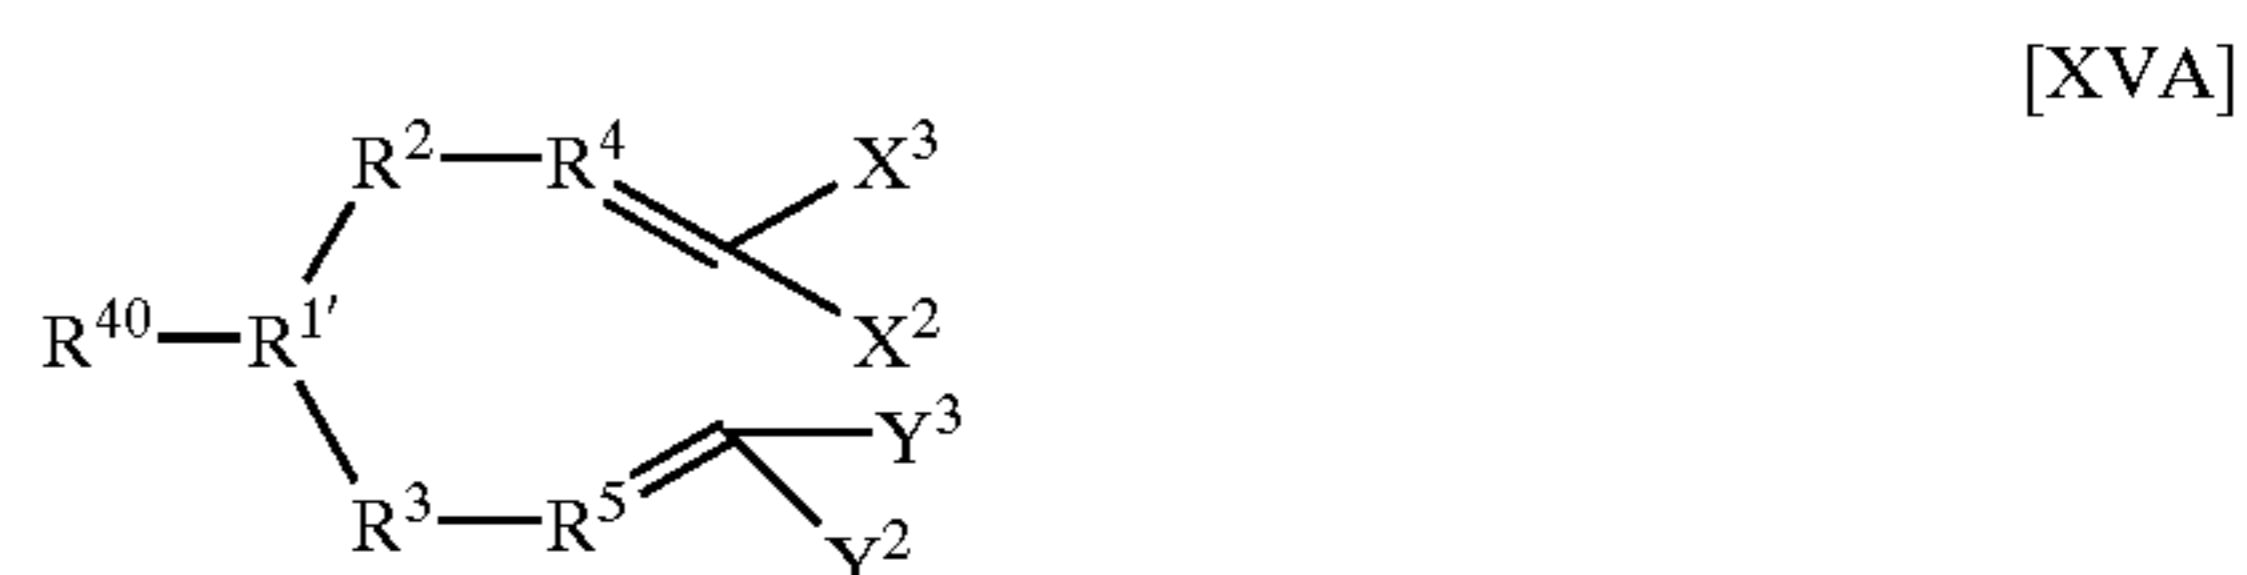 [XVA]
R² R⁴ X³
R⁴⁰ R¹′ X²
Y³
R³ R⁵ Y²